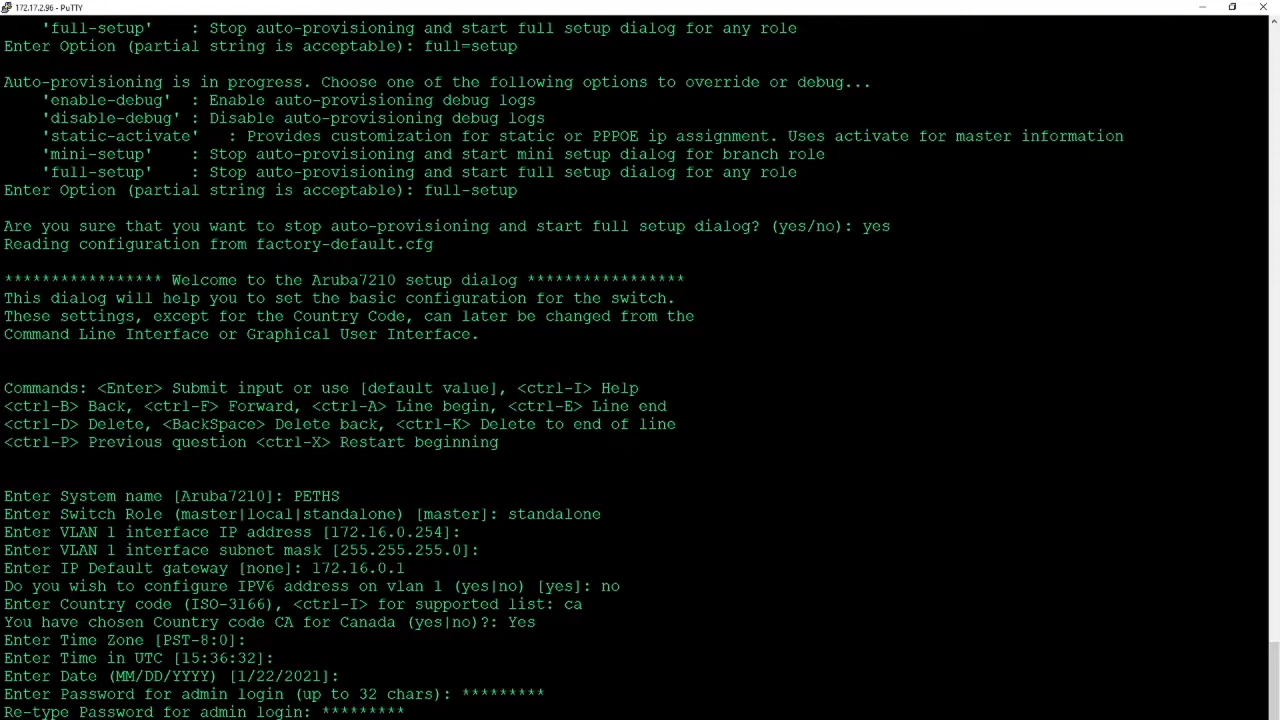 172.17.2.96 - PuTTY
'full-setup' : Stop auto-provisioning and start full setup dialog for any role
Enter Option (partial string is acceptable): full=setup
Auto-provisioning is in progress. Choose one of the following options to override or debug...
'enable-debug' : Enable auto-provisioning debug logs
'disable-debug' : Disable auto-provisioning debug logs
'static-activate' : Provides customization for static or PPPOE ip assignment. Uses activate for master information
'mini-setup' : Stop auto-provisioning and start mini setup dialog for branch role
'full-setup' : Stop auto-provisioning and start full setup dialog for any role
Enter Option (partial string is acceptable): full-setup
Are you sure that you want to stop auto-provisioning and start full setup dialog? (yes/no): yes
Reading configuration from factory-default.cfg
***************** Welcome to the Aruba7210 setup dialog *****************
This dialog will help you to set the basic configuration for the switch.
These settings, except for the Country Code, can later be changed from the
Command Line Interface or Graphical User Interface.
Commands: <Enter> Submit input or use [default value], <ctrl-I> Help
<ctrl-B> Back, <ctrl-F> Forward, <ctrl-A> Line begin, <ctrl-E> Line end
<ctrl-D> Delete, <BackSpace> Delete back, <ctrl-K> Delete to end of line
<ctrl-P> Previous question <ctrl-X> Restart beginning
Enter System name [Aruba7210]: PETHS
Enter Switch Role (master|local|standalone) [master]: standalone
Enter VLAN 1 interface IP address [172.16.0.254]:
Enter VLAN 1 interface subnet mask [255.255.255.0]:
Enter IP Default gateway [none]: 172.16.0.1
Do you wish to configure IPV6 address on vlan 1 (yes|no) [yes]: no
Enter Country code (ISO-3166), <ctrl-I> for supported list: ca
You have chosen Country code CA for Canada (yes|no)?: Yes
Enter Time Zone [PST-8:0]:
Enter Time in UTC [15:36:32]:
Enter Date (MM/DD/YYYY) [1/22/2021]:
Enter Password for admin login (up to 32 chars): *********
Re-type Password for admin login: *********